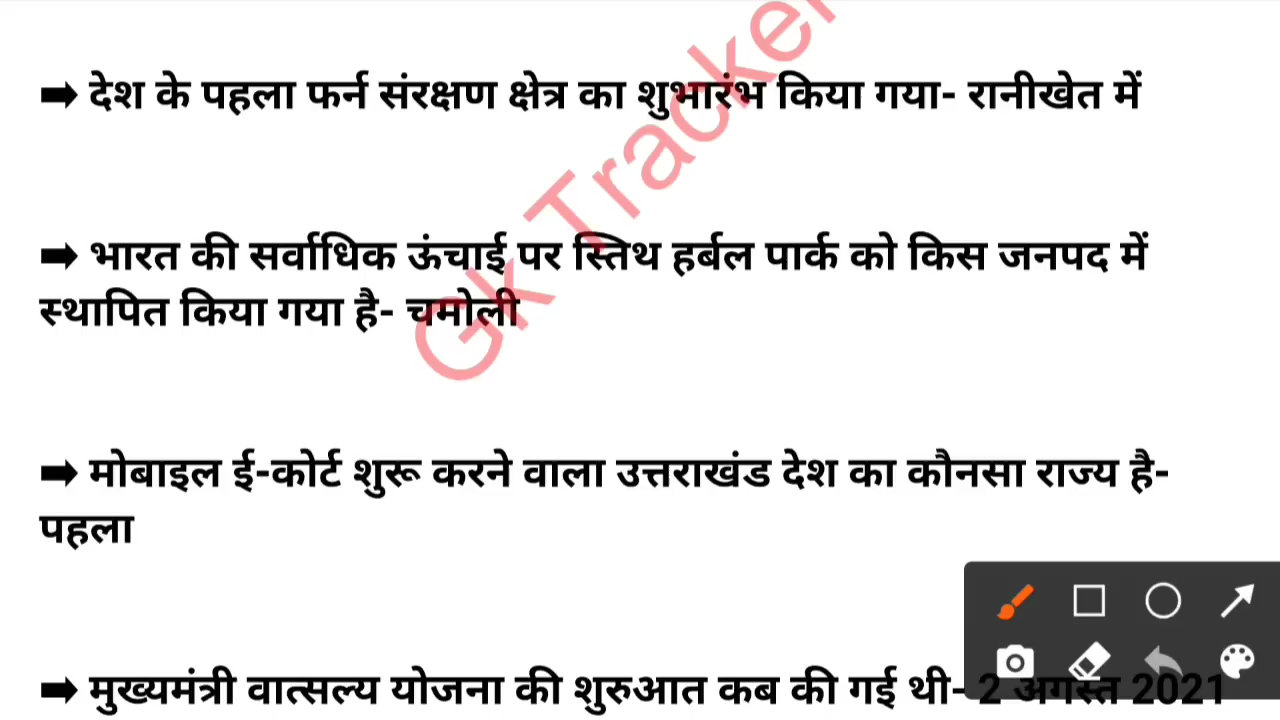 ➡ देश के पहला फर्न संरक्षण क्षेत्र का शुभारंभ किया गया- रानीखेत में
➡ भारत की सर्वाधिक ऊंचाई पर स्तिथ हर्बल पार्क को किस जनपद में
स्थापित किया गया है- चमोली
➡ मोबाइल ई-कोर्ट शुरू करने वाला उत्तराखंड देश का कौनसा राज्य है-
पहला
➡ मुख्यमंत्री वात्सल्य योजना की शुरुआत कब की गई थी- 2 अगस्त 2021
Gk Tracker